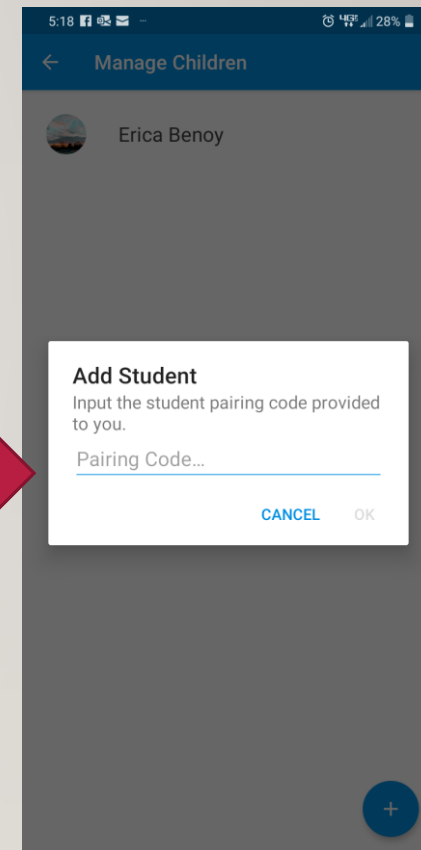 5:18
4GE 28%
Manage Children
Erica Benoy
Add Student
Input the student pairing code provided
to you.
Pairing Code...
CANCEL OK
+